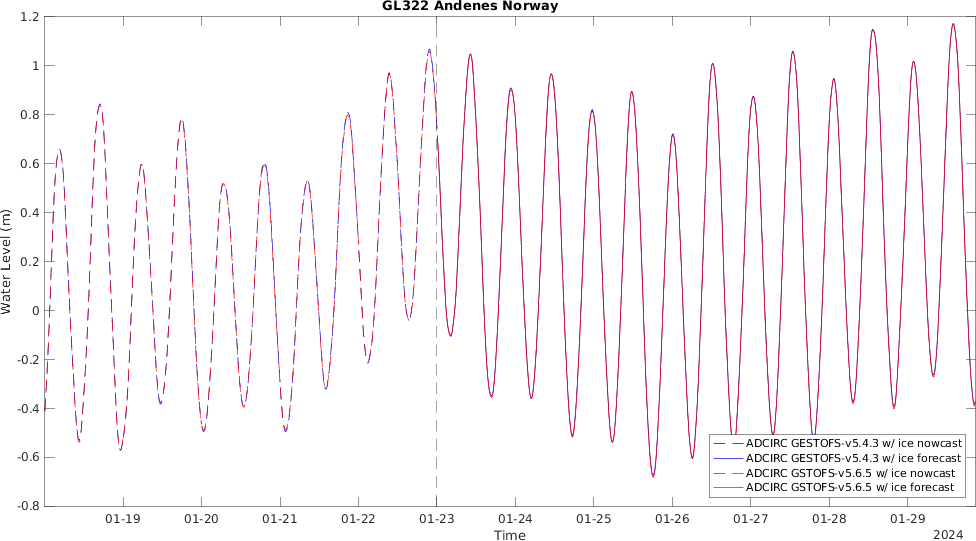 GL322 Andenes Norway
1.2
1
0.8
0.6
0.4
0.2
0
-0.2
-0.4
-0.6
-0.8
Water Level (m)
ADCIRC GESTOFS-v5.4.3 w/ ice nowcast
ADCIRC GESTOFS-v5.4.3 w/ ice forecast
ADCIRC GSTOFS-v5.6.5 w/ ice nowcast
ADCIRC GSTOFS-v5.6.5 w/ ice forecast
01-19 01-20 01-21 01-22 01-23 01-24 01-25 01-26 01-27 01-28 01-29
Time
2024